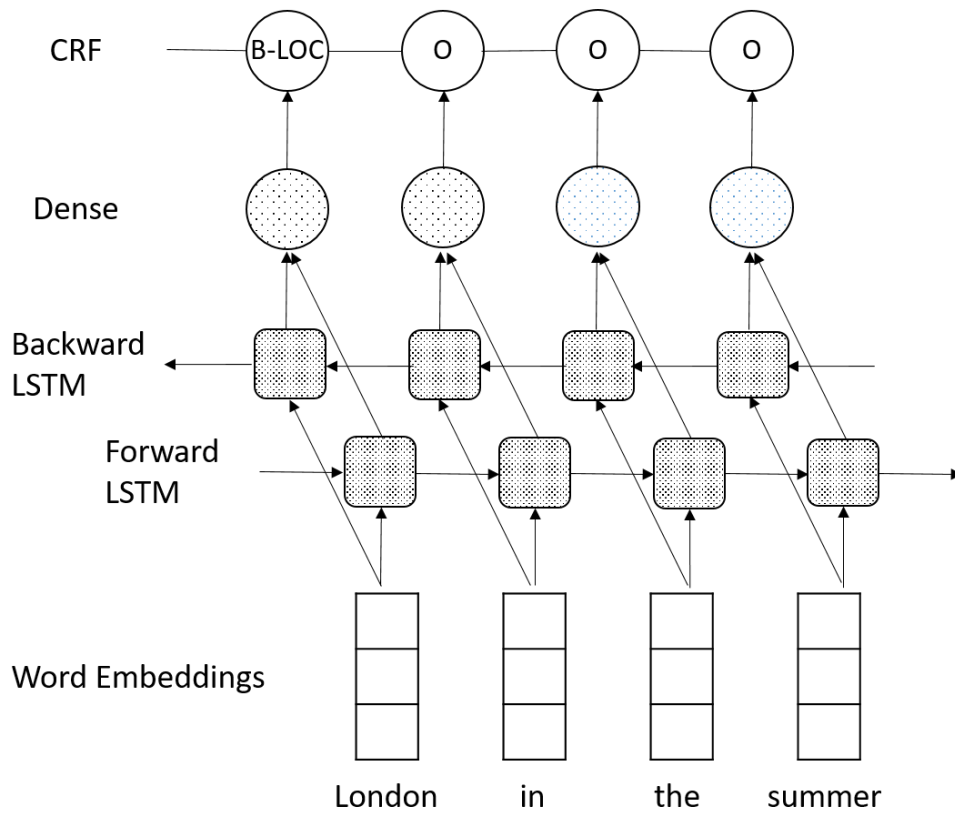 CRF
B-LOC O O O
Dense
Backward
LSTM
Forward
LSTM
Word Embeddings
London in the summer